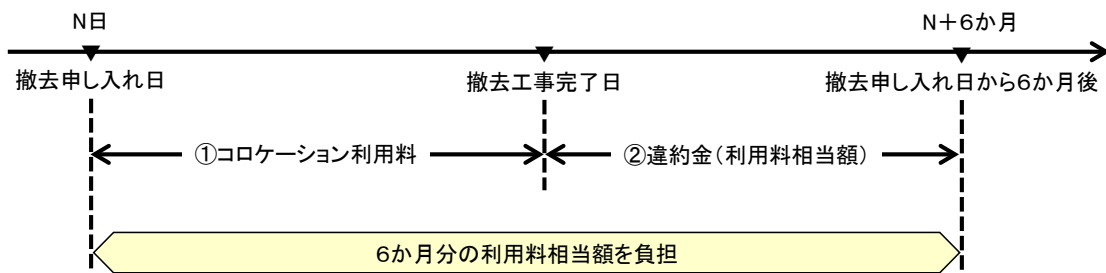 N日
N+6か月
撤去申し入れ日
撤去工事完了日
撤去申し入れ日から6か月後
①コロケーション利用料
②違約金(利用料相当額)
6か月分の利用料相当額を負担